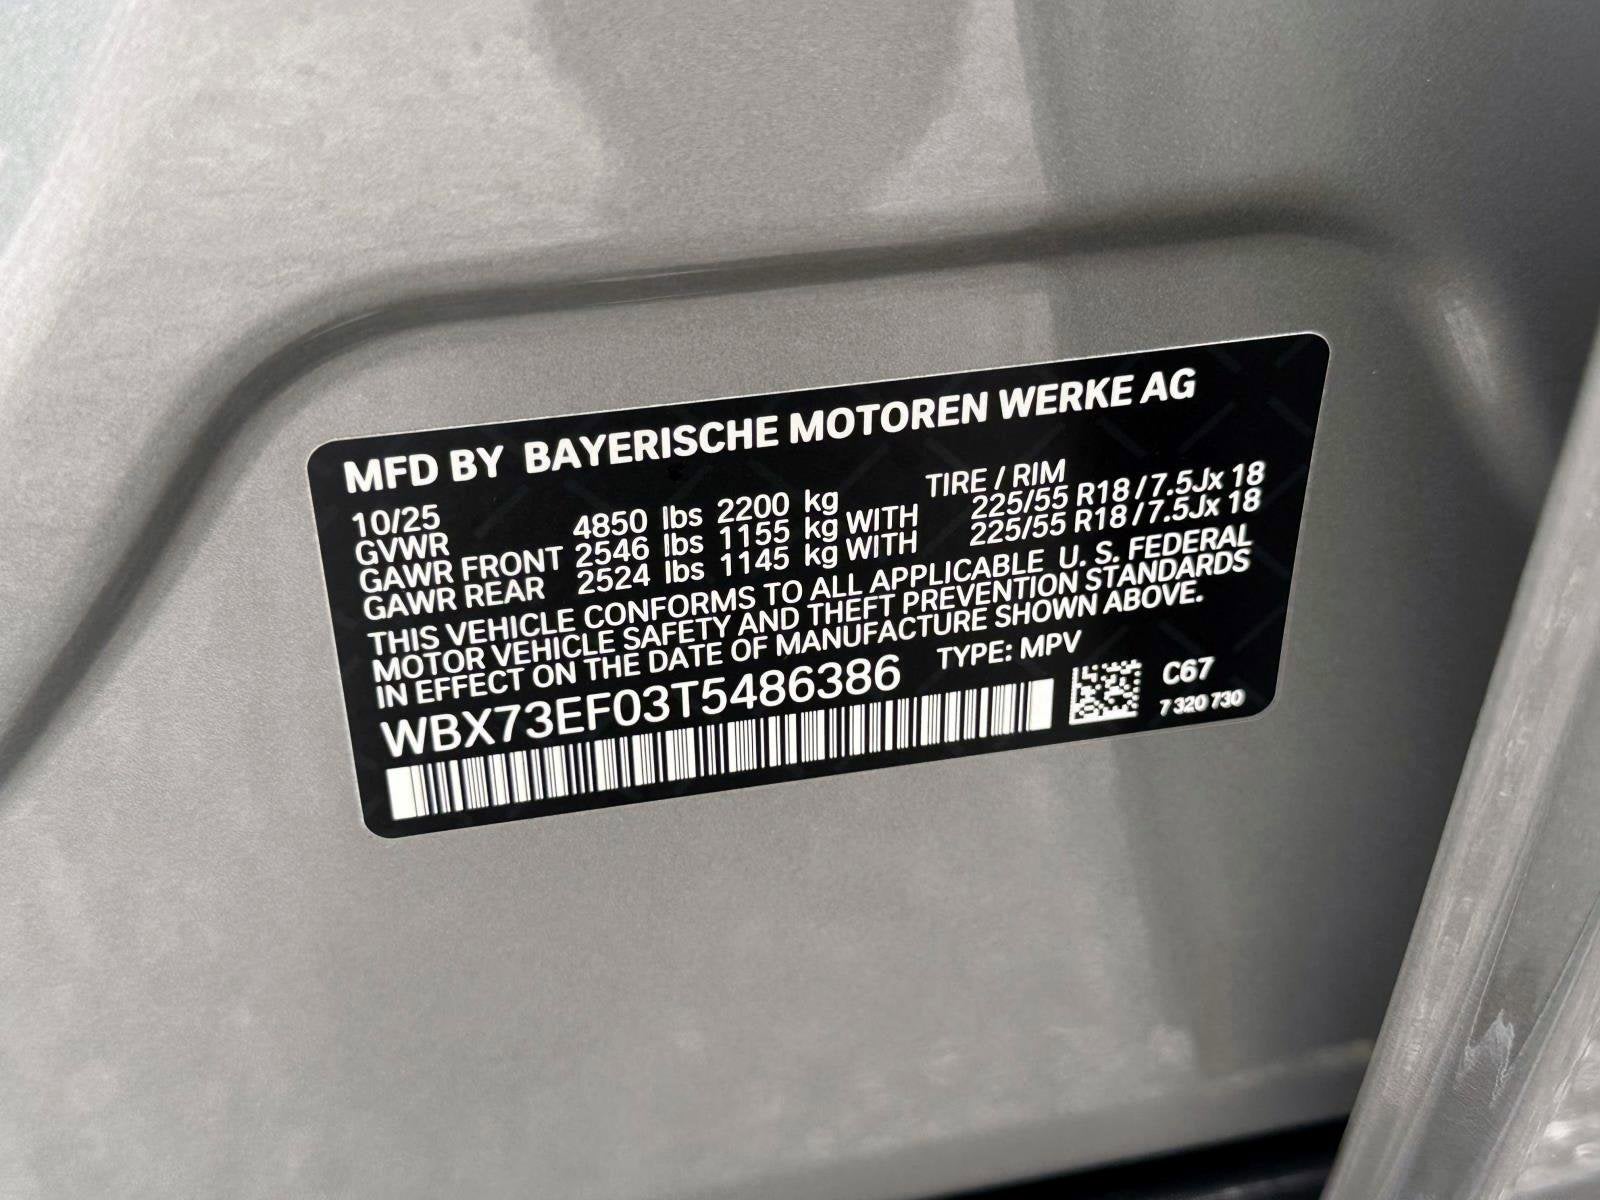 MFD BY BAYERISCHE MOTOREN WERKE AG
10/25 TIRE / RIM
GVWR 4850 lbs 2200 kg
GAWR FRONT 2546 lbs 1155 kg WITH 225/55 R18 / 7.5Jx 18
GAWR REAR 2524 lbs 1145 kg WITH 225/55 R18 / 7.5Jx 18
THIS VEHICLE CONFORMS TO ALL APPLICABLE U. S. FEDERAL
MOTOR VEHICLE SAFETY AND THEFT PREVENTION STANDARDS
IN EFFECT ON THE DATE OF MANUFACTURE SHOWN ABOVE.
WBX73EF03T5486386 TYPE: MPV
C67
7 320 730